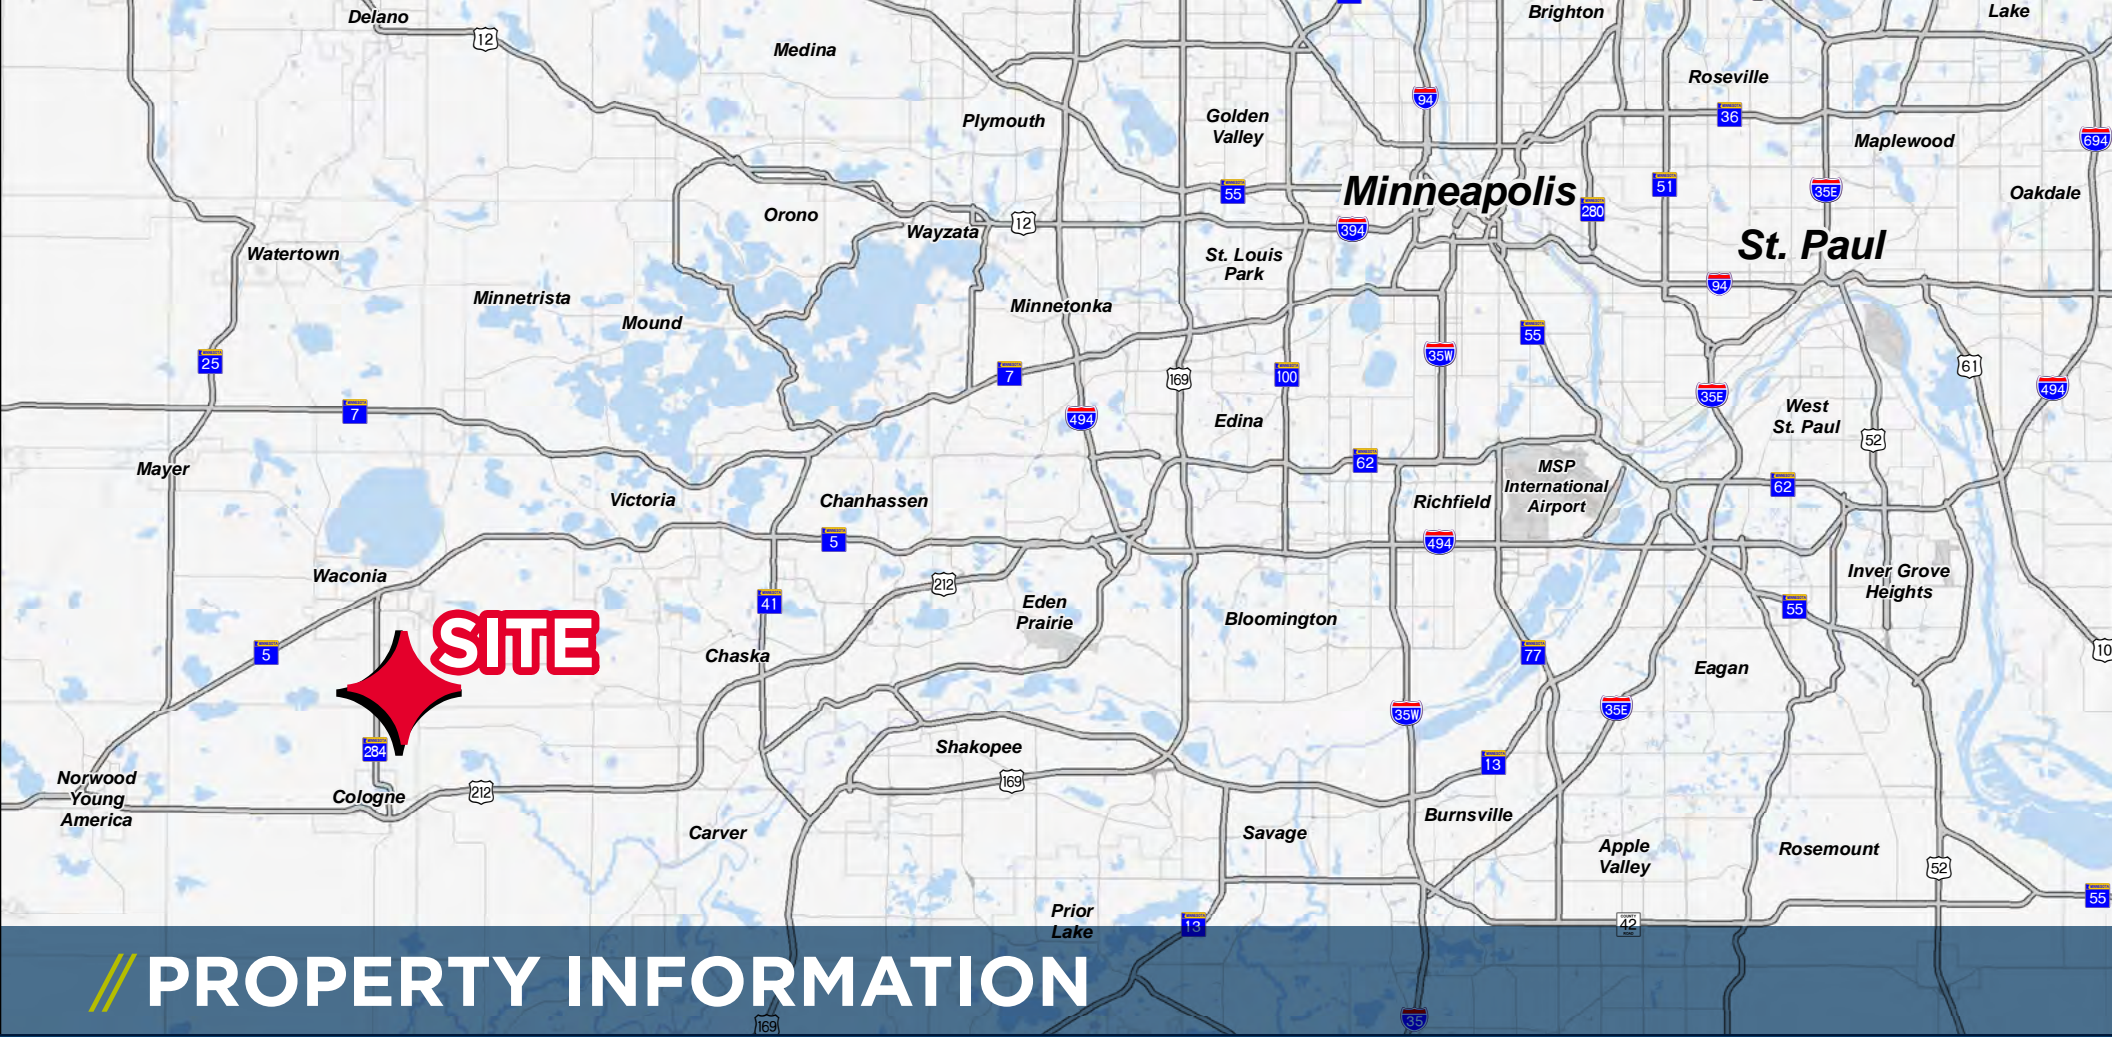 Delano
12
Medina
Brighton
Lake
Roseville
94
36
Plymouth
Golden
Valley
Maplewood
694
55
Minneapolis
51
35E
Oakdale
280
Orono
Wayzata
12
394
St. Paul
Watertown
St. Louis
Park
94
Minnetrista
Mound
Minnetonka
55
25
7
169
100
35W
61
35E
494
7
494
Edina
West
St. Paul
52
Mayer
62
MSP
International
Airport
62
Victoria
Chanhassen
Richfield
5
494
Waconia
212
Inver Grove
Heights
41
Eden
Prairie
Bloomington
55
SITE
5
Chaska
77
Eagan
10
35W
35E
284
Shakopee
13
Norwood
Young
America
Cologne
212
169
Carver
Savage
Burnsville
Apple
Valley
Rosemount
52
55
Prior
Lake
13
COUNTY
42
ROAD
// PROPERTY INFORMATION
169
35